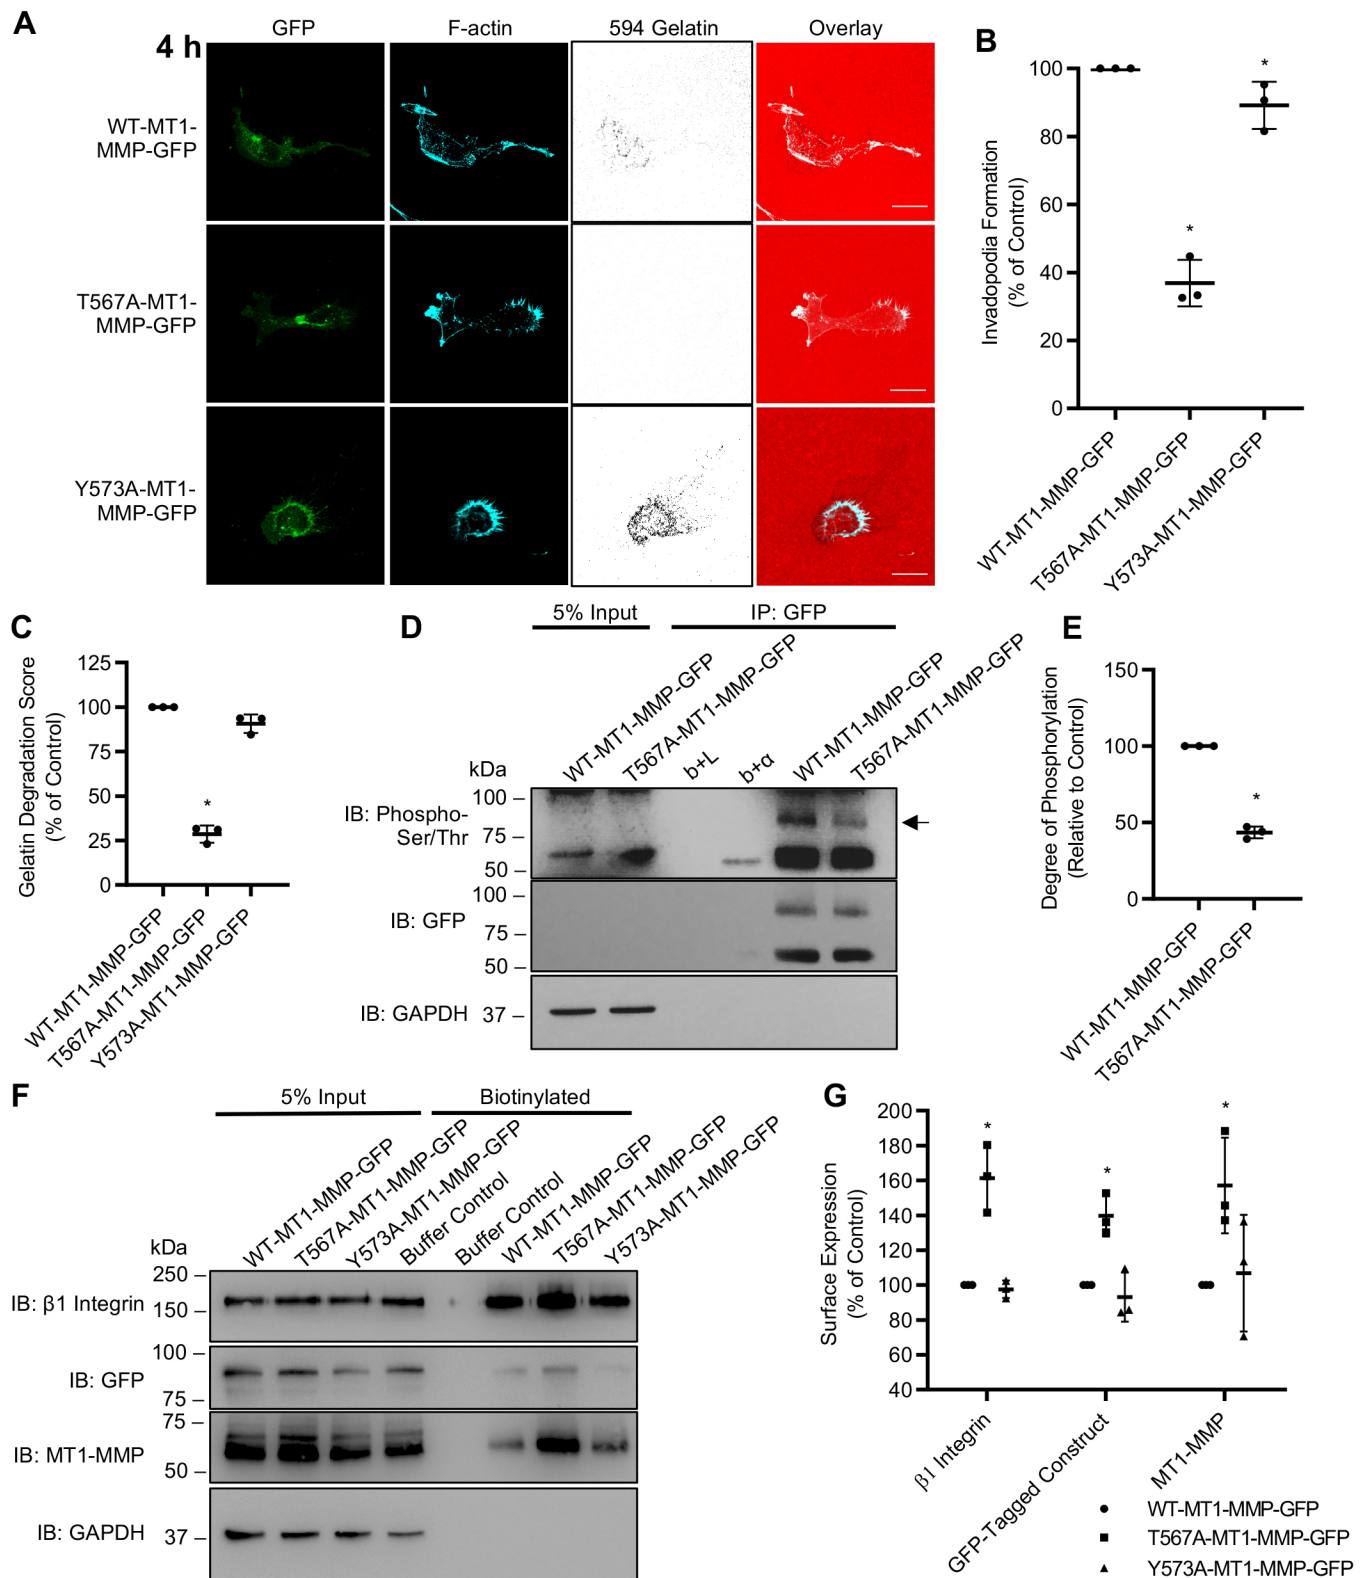 A
4 h
GFP
F-actin
594 Gelatin
Overlay
WT-MT1-
MMP-GFP
T567A-MT1-
MMP-GFP
Y573A-MT1-
MMP-GFP
B
Invadopodia Formation
(% of Control)
100
80
60
40
20
0
*
*
WT-MT1-MMP-GFP
T567A-MT1-MMP-GFP
Y573A-MT1-MMP-GFP
C
Gelatin Degradation Score
(% of Control)
125
100
75
50
25
0
*
WT-MT1-MMP-GFP
T567A-MT1-MMP-GFP
Y573A-MT1-MMP-GFP
D
5% Input
IP: GFP
WT-MT1-MMP-GFP
T567A-MT1-MMP-GFP
b+L
b+α
WT-MT1-MMP-GFP
T567A-MT1-MMP-GFP
kDa
IB: Phospho-
Ser/Thr
100
75
50
IB: GFP
100
75
50
IB: GAPDH
37
E
Degree of Phosphorylation
(Relative to Control)
150
100
50
0
*
WT-MT1-MMP-GFP
T567A-MT1-MMP-GFP
F
5% Input
Biotinylated
WT-MT1-MMP-GFP
T567A-MT1-MMP-GFP
Y573A-MT1-MMP-GFP
Buffer Control
Buffer Control
WT-MT1-MMP-GFP
T567A-MT1-MMP-GFP
Y573A-MT1-MMP-GFP
kDa
IB: β1 Integrin
250
150
IB: GFP
100
75
IB: MT1-MMP
75
50
IB: GAPDH
37
G
Surface Expression
(% of Control)
200
180
160
140
120
100
80
60
40
*
*
*
β1 Integrin
GFP-Tagged Construct
MT1-MMP
WT-MT1-MMP-GFP
T567A-MT1-MMP-GFP
Y573A-MT1-MMP-GFP